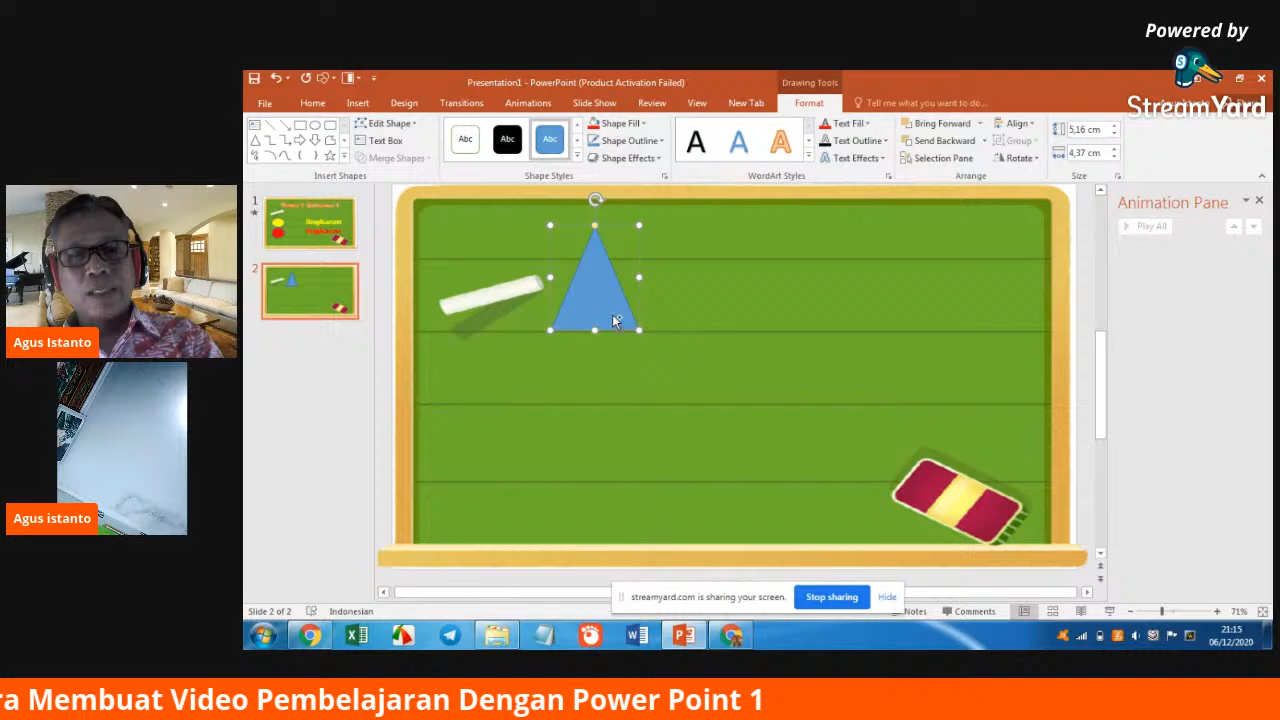 Powered by
StreamYard
Presentation1 - PowerPoint (Product Activation Failed)
Drawing Tools
File Home Insert Design Transitions Animations Slide Show Review View New Tab Format Tell me what you want to do...
Edit Shape
Text Box
Merge Shapes
Insert Shapes
Abc Abc Abc
Shape Fill
Shape Outline
Shape Effects
Shape Styles
A A A
Text Fill
Text Outline
Text Effects
WordArt Styles
Bring Forward
Send Backward
Selection Pane
Align
Group
Rotate
Arrange
5,16 cm
4,37 cm
Size
1
lingkaran
lingkaran
2
Animation Pane
Play All
Agus Istanto
Agus istanto
streamyard.com is sharing your screen.
Stop sharing
Hide
Slide 2 of 2
Indonesian
Notes
Comments
71%
21:15
06/12/2020
ra Membuat Video Pembelajaran Dengan Power Point 1